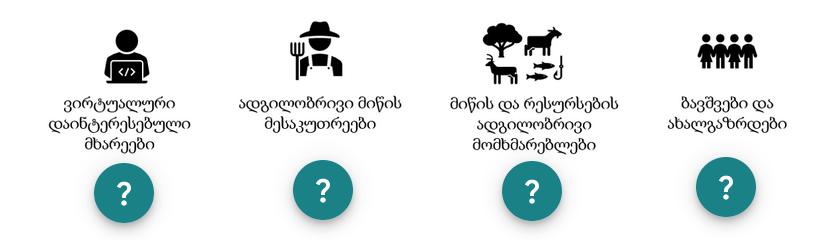 ვირტუალური
დაინტერესებული
მხარეები
?
ადგილობრივი მიწის
მესაკუთრეები
?
მიწის და რესურსების
ადგილობრივი
მომხმარებლები
?
ბავშვები და
ახალგაზრდები
?